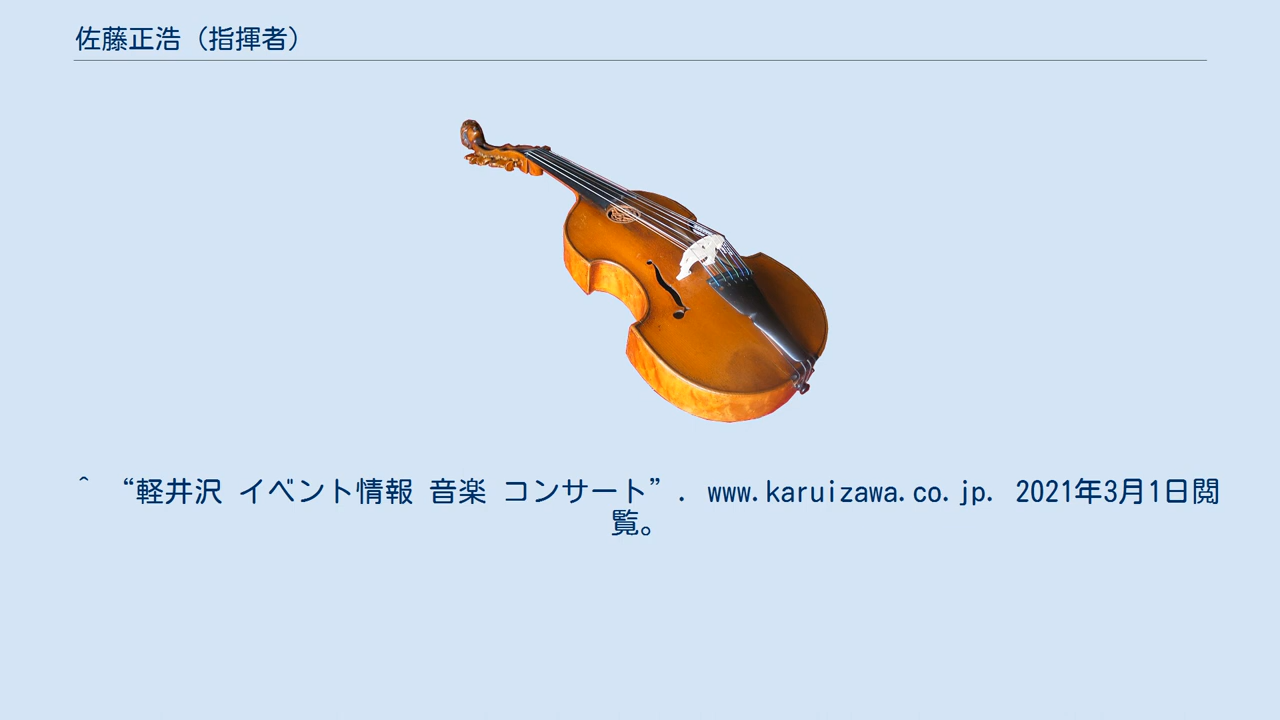 佐藤正浩（指揮者）
^ “軽井沢 イベント情報 音楽 コンサート”. www.karuizawa.co.jp. 2021年3月1日閲
覧。